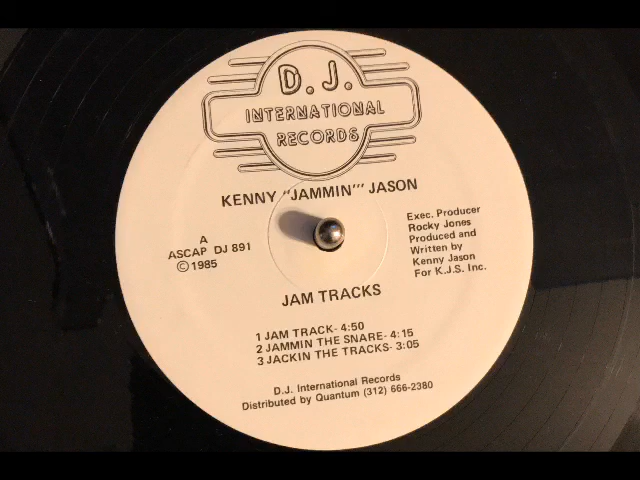 D.J.
INTERNATIONAL
RECORDS
KENNY "JAMMIN'" JASON
A
ASCAP DJ 891
©1985
Exec. Producer
Rocky Jones
Produced and
Written by
Kenny Jason
For K.J.S. Inc.
JAM TRACKS
1 JAM TRACK- 4:50
2 JAMMIN THE SNARE- 4:15
3 JACKIN THE TRACKS- 3:05
D.J. International Records
Distributed by Quantum (312) 666-2380